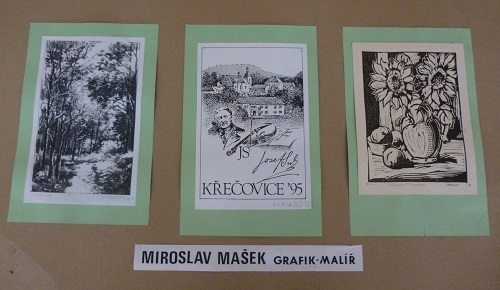 JS
Josef Suk
KŘEČOVICE '95
MIROSLAV MAŠEK GRAFIK-MALÍŘ